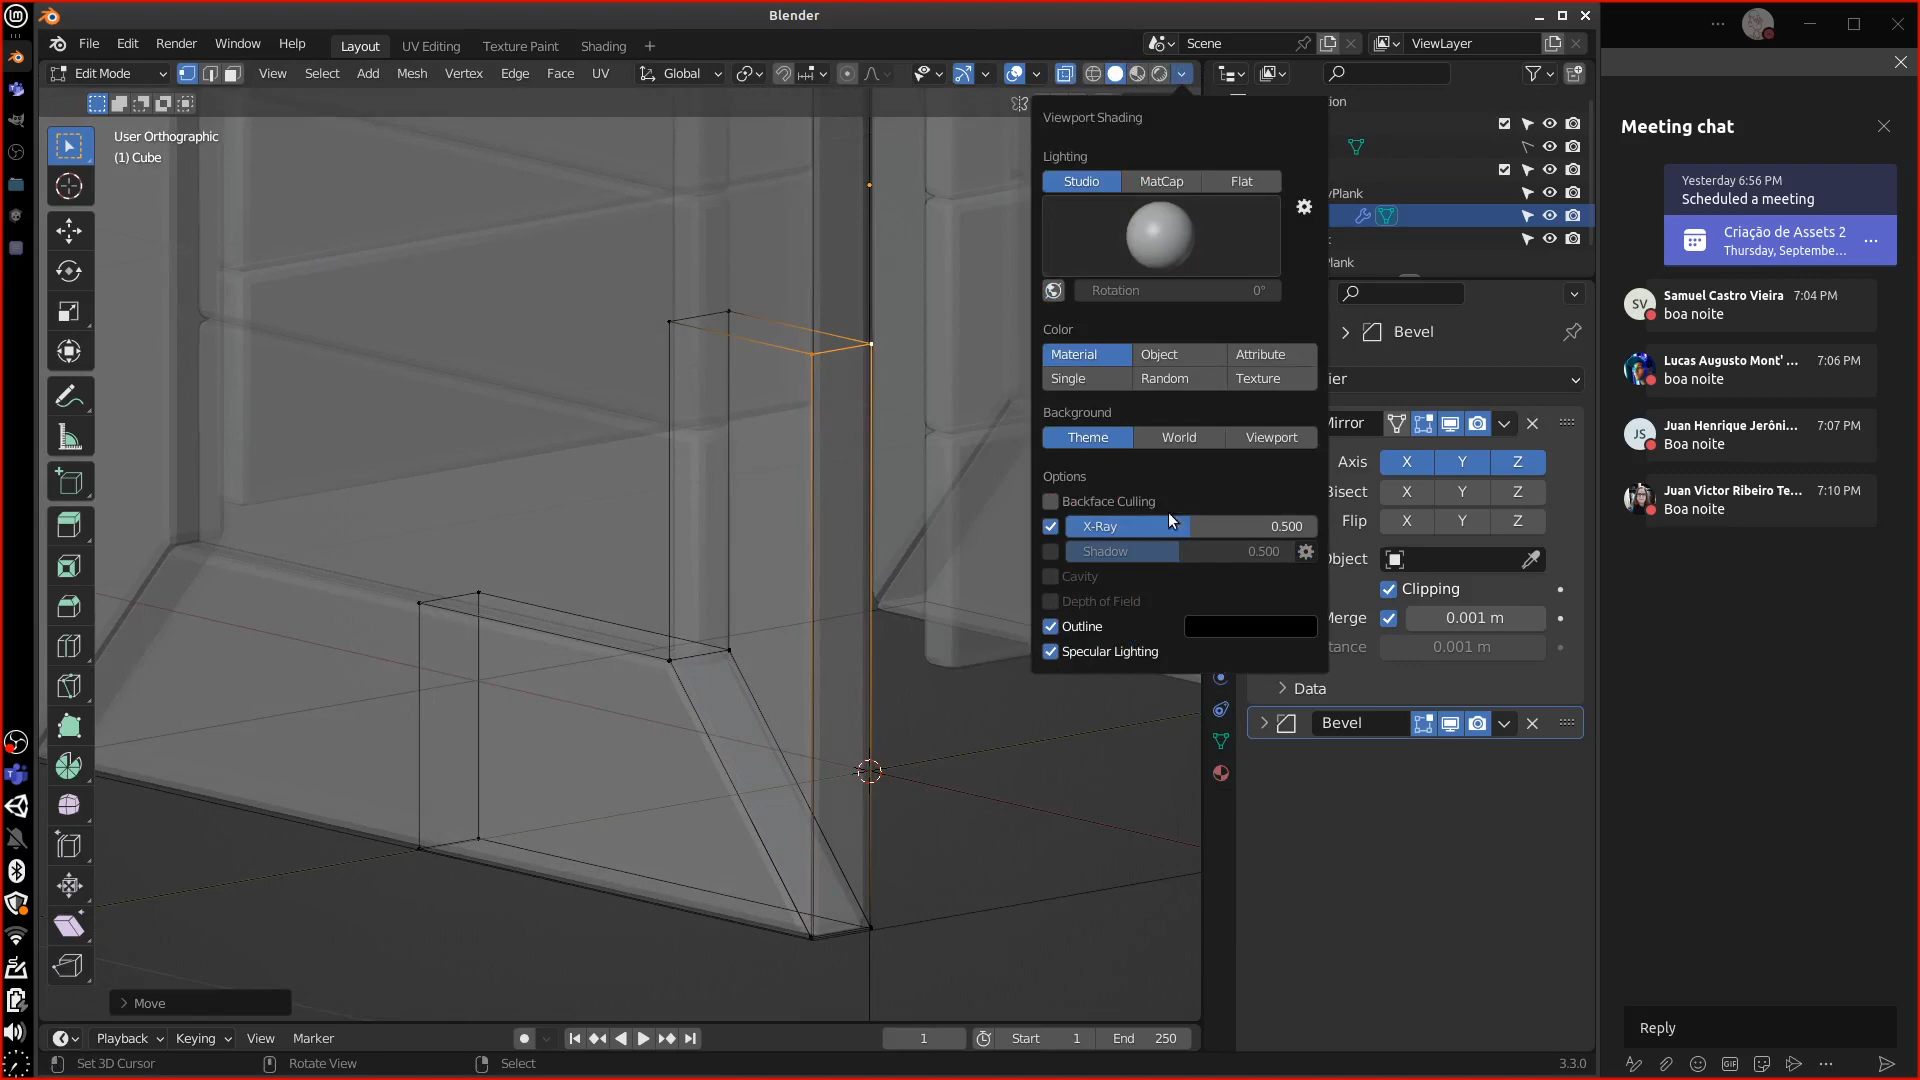 Blender
File Edit Render Window Help Layout UV Editing Texture Paint Shading + Scene ViewLayer
Edit Mode View Select Add Mesh Vertex Edge Face UV Global
User Orthographic
(1) Cube
Viewport Shading
Lighting
Studio MatCap Flat
Rotation 0°
Color
Material Object Attribute
Single Random Texture
Background
Theme World Viewport
Options
Backface Culling
X-Ray 0.500
Shadow 0.500
Cavity
Depth of Field
Outline
Specular Lighting
Move
Playback Keying View Marker 1 Start 1 End 250
Set 3D Cursor Rotate View Select 3.3.0
Plank
Plank
Bevel
Axis X Y Z
Bisect X Y Z
Flip X Y Z
Clipping
0.001 m
0.001 m
Data
Bevel
Meeting chat
Yesterday 6:56 PM
Scheduled a meeting
Criação de Assets 2
Thursday, Septembe...
SV Samuel Castro Vieira 7:04 PM
boa noite
Lucas Augusto Mont' ... 7:06 PM
boa noite
JS Juan Henrique Jerôni... 7:07 PM
Boa noite
Juan Victor Ribeiro Te... 7:10 PM
Boa noite
Reply
GIF